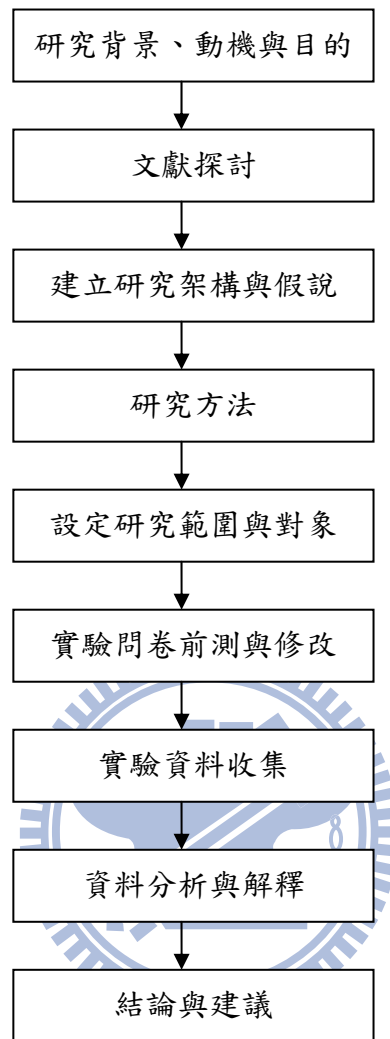 研究背景、動機與目的
文獻探討
建立研究架構與假說
研究方法
設定研究範圍與對象
實驗問卷前測與修改
實驗資料收集
資料分析與解釋
結論與建議